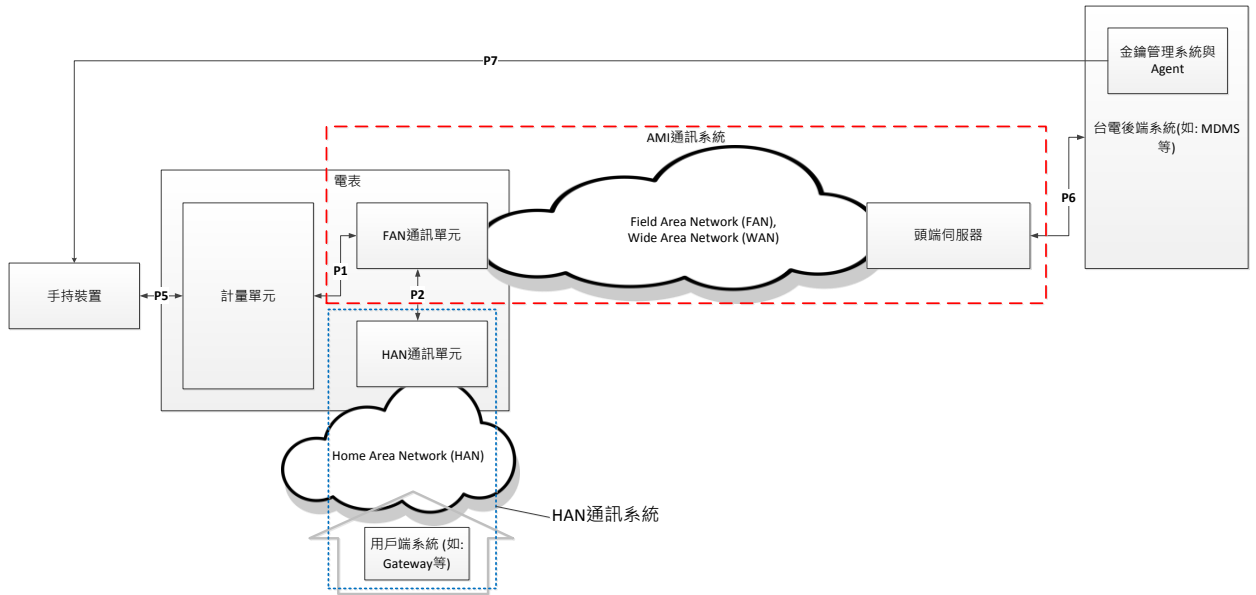 金鑰管理系統與
Agent
P7
台電後端系統(如: MDMS
等)
AMI通訊系統
電表
FAN通訊單元
Field Area Network (FAN),
Wide Area Network (WAN)
頭端伺服器
P6
P1
P2
手持裝置
P5
計量單元
HAN通訊單元
Home Area Network (HAN)
HAN通訊系統
用戶端系統 (如:
Gateway等)